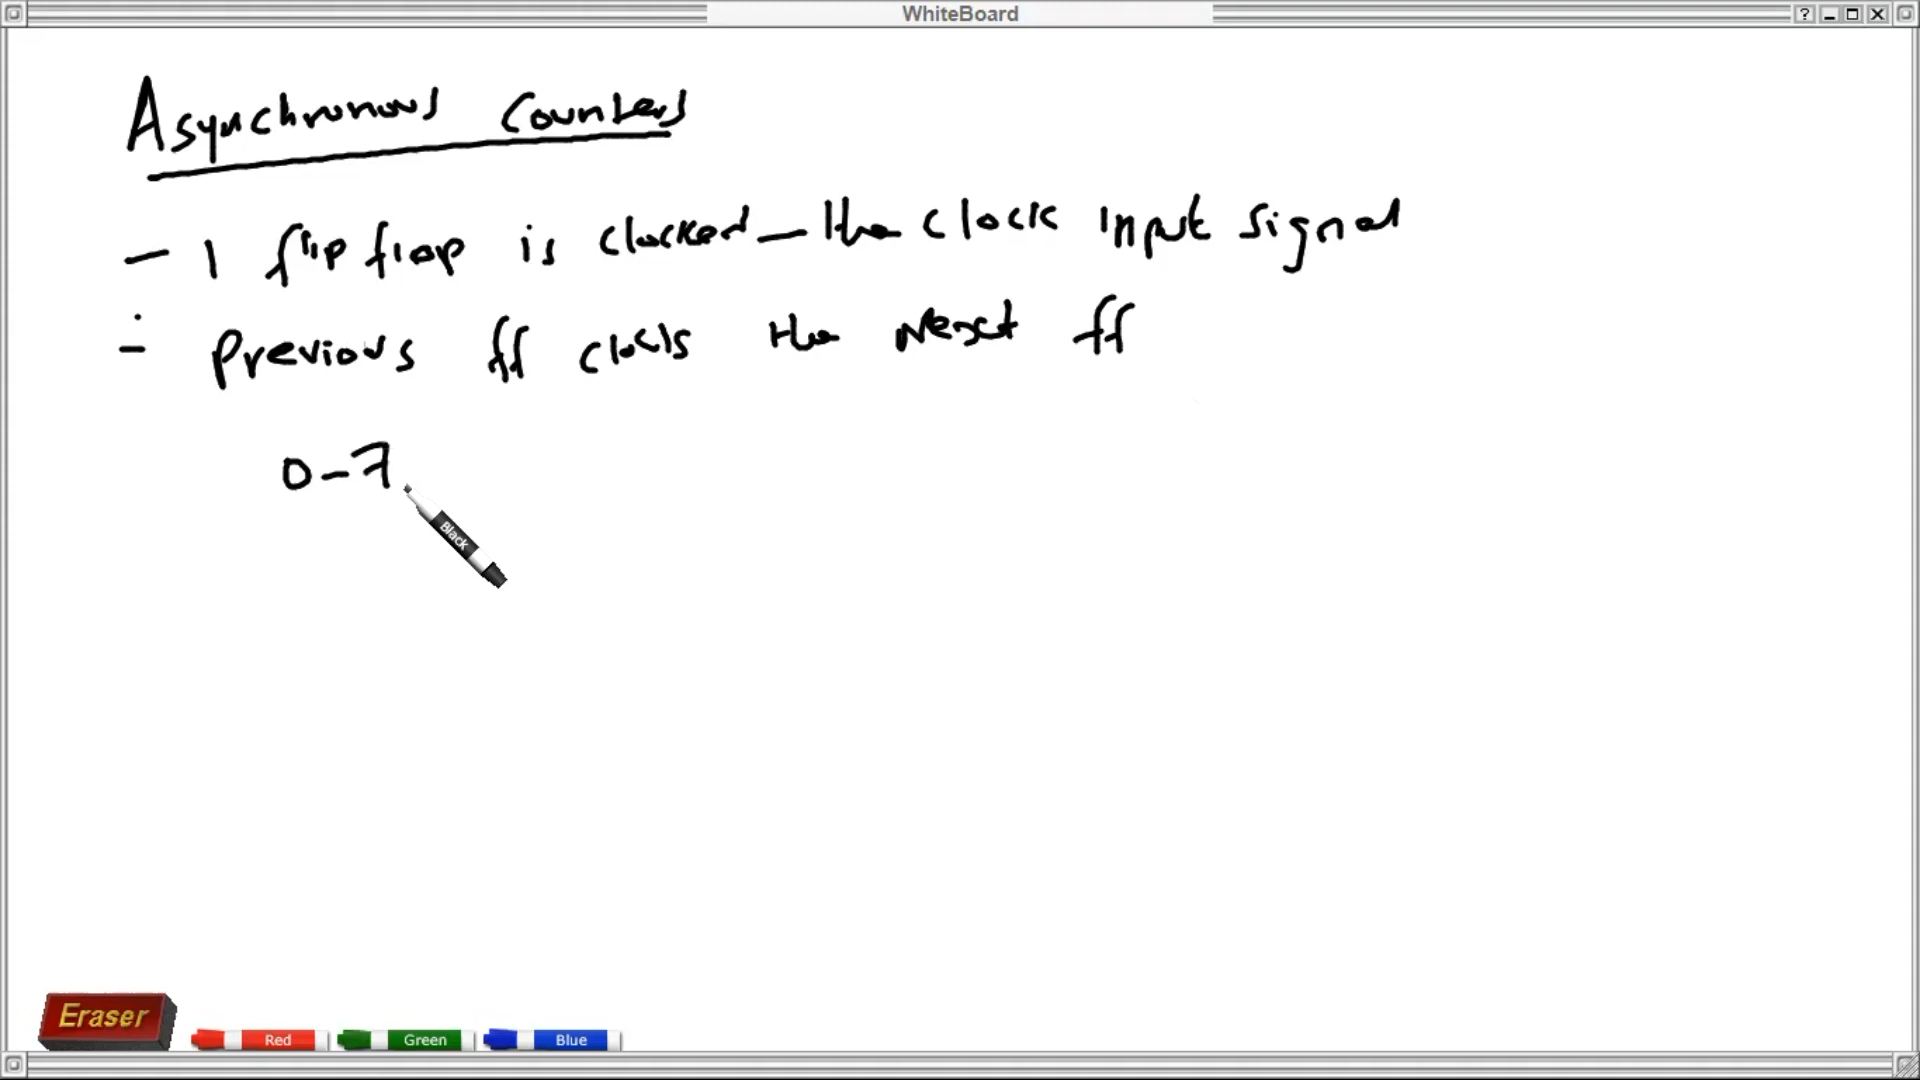 WhiteBoard
Asynchronous Counters
- 1 flip flop is clocked - the clock input signal
- Previous ff clocks the next ff
0-7
Black
Eraser
Red Green Blue